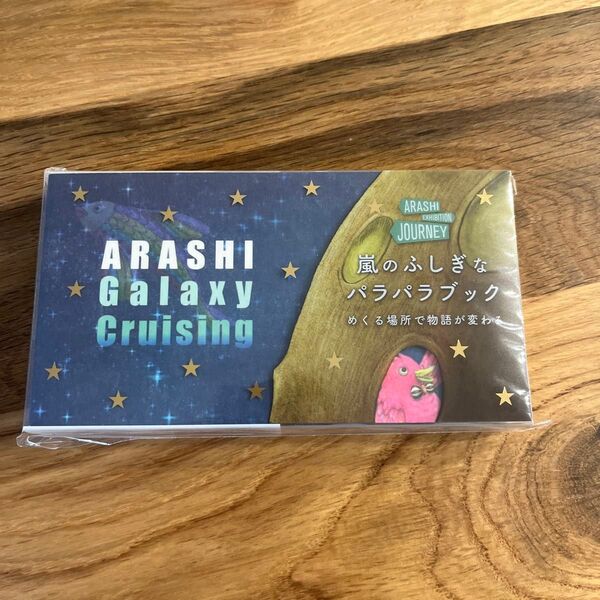 ARASHI
Galaxy
Cruising
ARASHI
EXHIBITION
JOURNEY
嵐のふしぎな
パラパラブック
めくる場所で物語が変わる